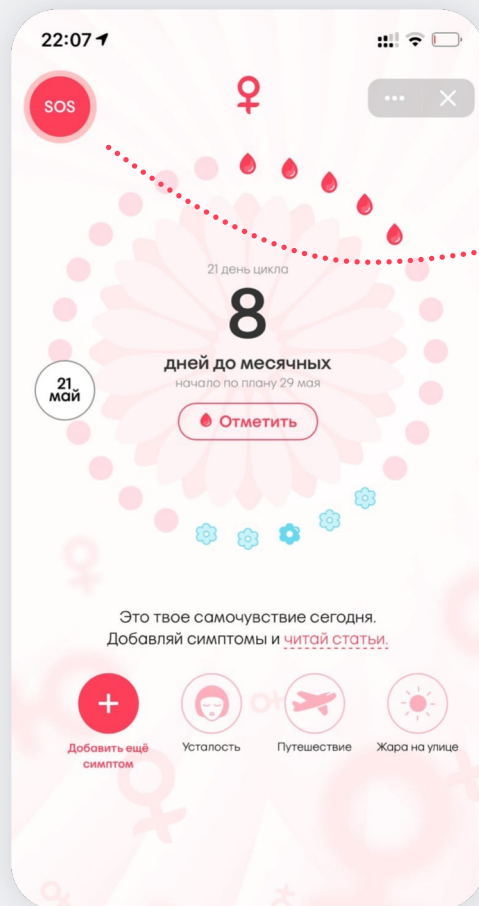 22:07
SOS
21 день цикла
8
дней до месячных
начало по плану 29 мая
Отметить
21
май
Это твое самочувствие сегодня.
Добавляй симптомы и читай статьи.
Добавить ещё
симптом
Усталость
Путешествие
Жара на улице